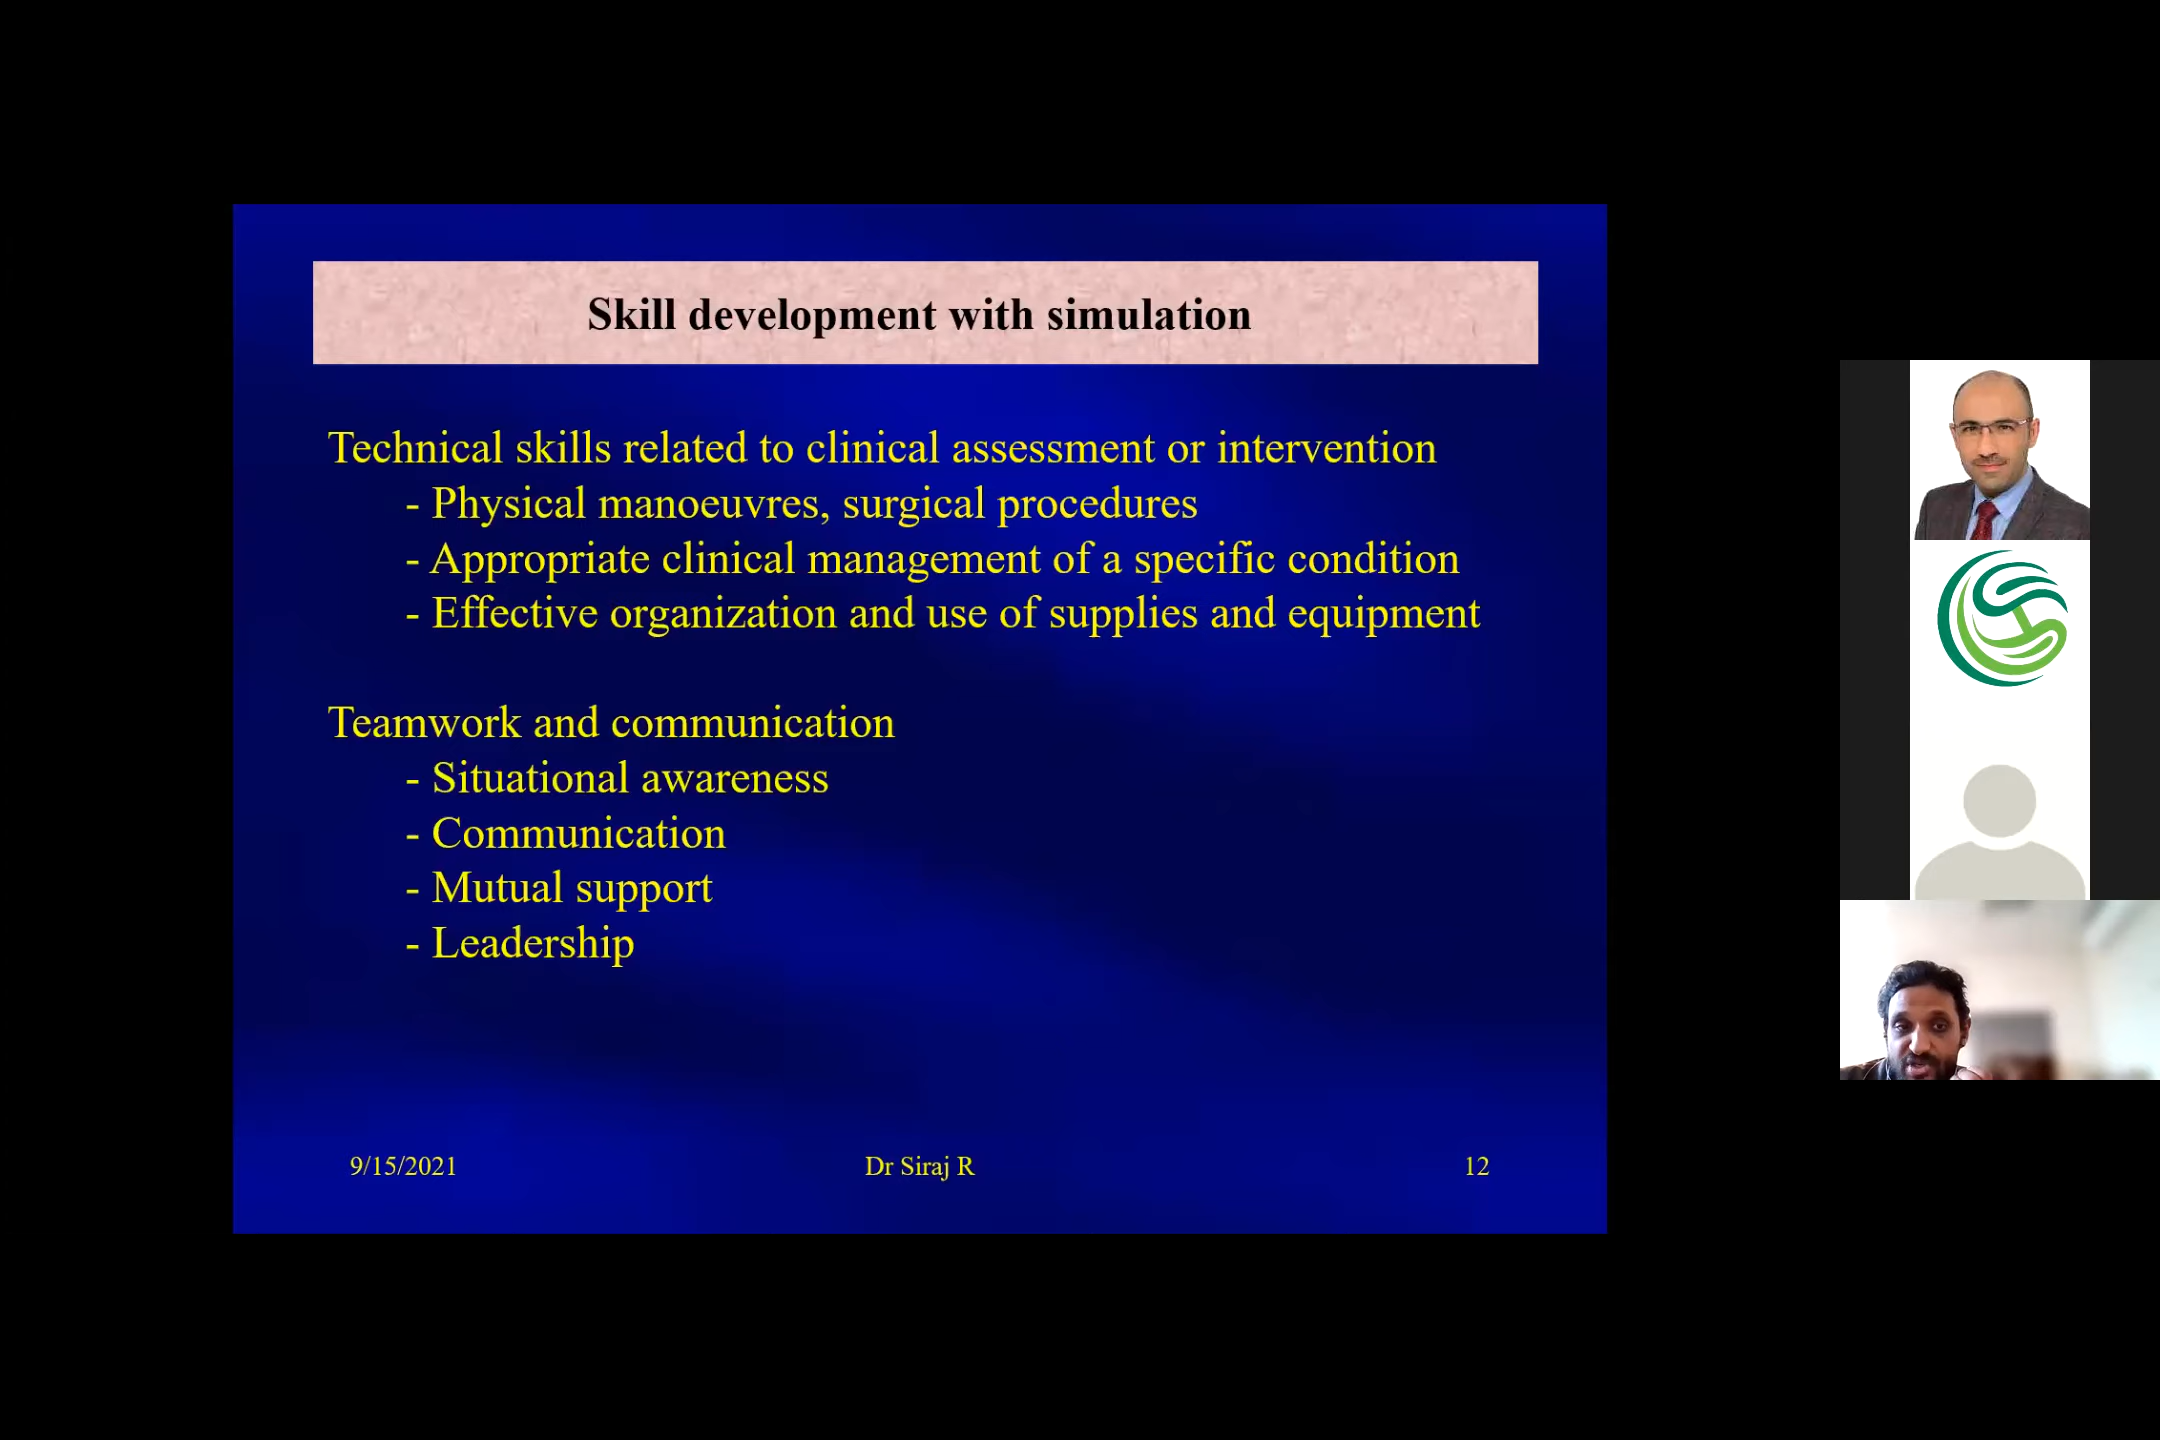 Skill development with simulation
Technical skills related to clinical assessment or intervention
- Physical manoeuvres, surgical procedures
- Appropriate clinical management of a specific condition
- Effective organization and use of supplies and equipment
Teamwork and communication
- Situational awareness
- Communication
- Mutual support
- Leadership
9/15/2021
Dr Siraj R
12